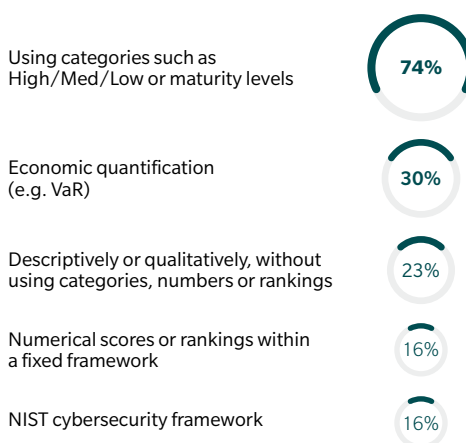 Using categories such as
High/Med/Low or maturity levels
74%
Economic quantification
(e.g. VaR)
30%
Descriptively or qualitatively, without
using categories, numbers or rankings
23%
Numerical scores or rankings within
a fixed framework
16%
NIST cybersecurity framework
16%